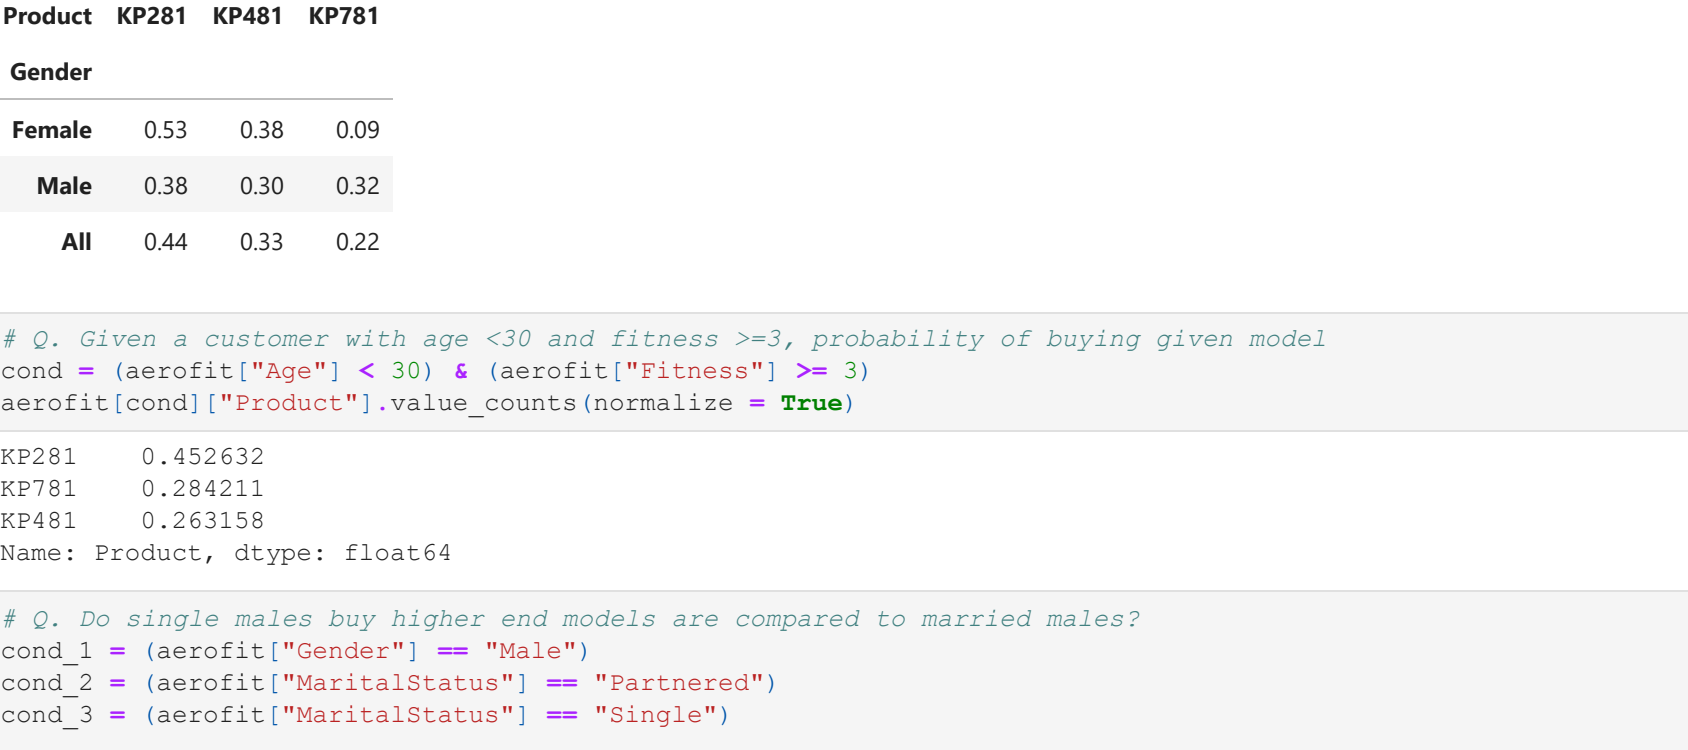 Product KP281 KP481 KP781
Gender
Female 0.53 0.38 0.09
Male 0.38 0.30 0.32
All 0.44 0.33 0.22
# Q. Given a customer with age <30 and fitness >=3, probability of buying given model
cond = (aerofit["Age"] < 30) & (aerofit["Fitness"] >= 3)
aerofit[cond]["Product"].value_counts(normalize = True)
KP281    0.452632
KP781    0.284211
KP481    0.263158
Name: Product, dtype: float64
# Q. Do single males buy higher end models are compared to married males?
cond_1 = (aerofit["Gender"] == "Male")
cond_2 = (aerofit["MaritalStatus"] == "Partnered")
cond_3 = (aerofit["MaritalStatus"] == "Single")